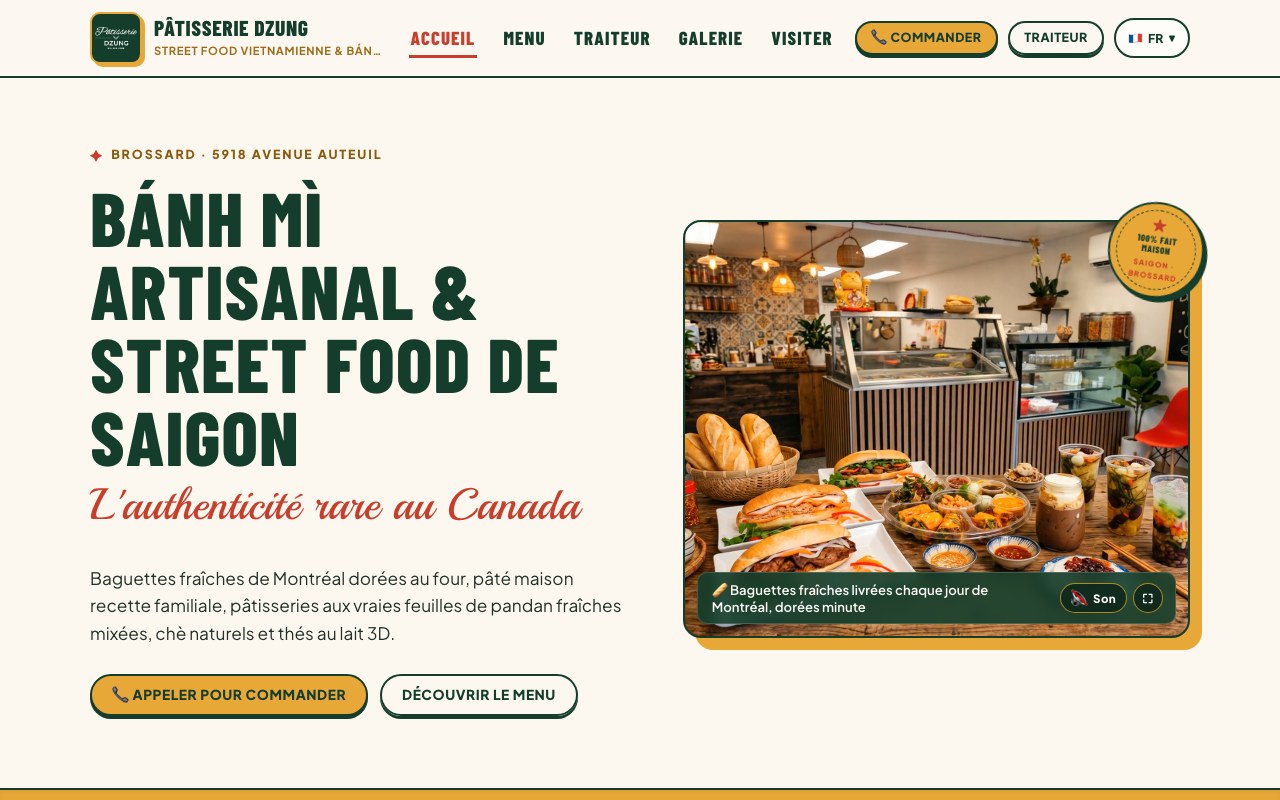 Pâtisserie
DZUNG
PÂTISSERIE DZUNG
STREET FOOD VIETNAMIENNE & BÁN…
ACCUEIL
MENU
TRAITEUR
GALERIE
VISITER
📞 COMMANDER
TRAITEUR
🇫🇷 FR ▾
✦ BROSSARD · 5918 AVENUE AUTEUIL
BÁNH MÌ
ARTISANAL &
STREET FOOD DE
SAIGON
L'authenticité rare au Canada
Baguettes fraîches de Montréal dorées au four, pâté maison
recette familiale, pâtisseries aux vraies feuilles de pandan fraîches
mixées, chè naturels et thés au lait 3D.
📞 APPELER POUR COMMANDER
DÉCOUVRIR LE MENU
★
100% FAIT
MAISON
SAIGON ·
BROSSARD
🥖 Baguettes fraîches livrées chaque jour de
Montréal, dorées minute
🔇 Son